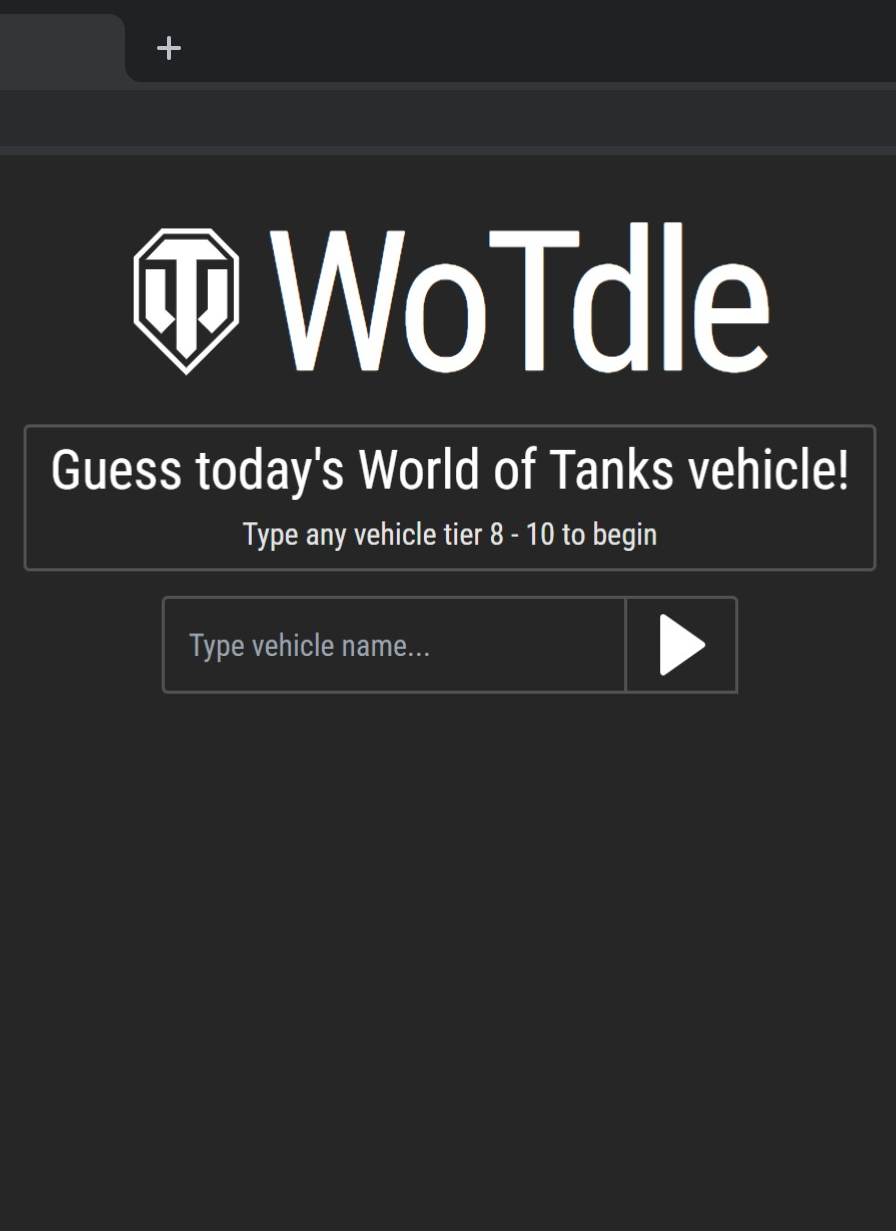 WoTdle
Guess today's World of Tanks vehicle!
Type any vehicle tier 8 - 10 to begin
Type vehicle name...